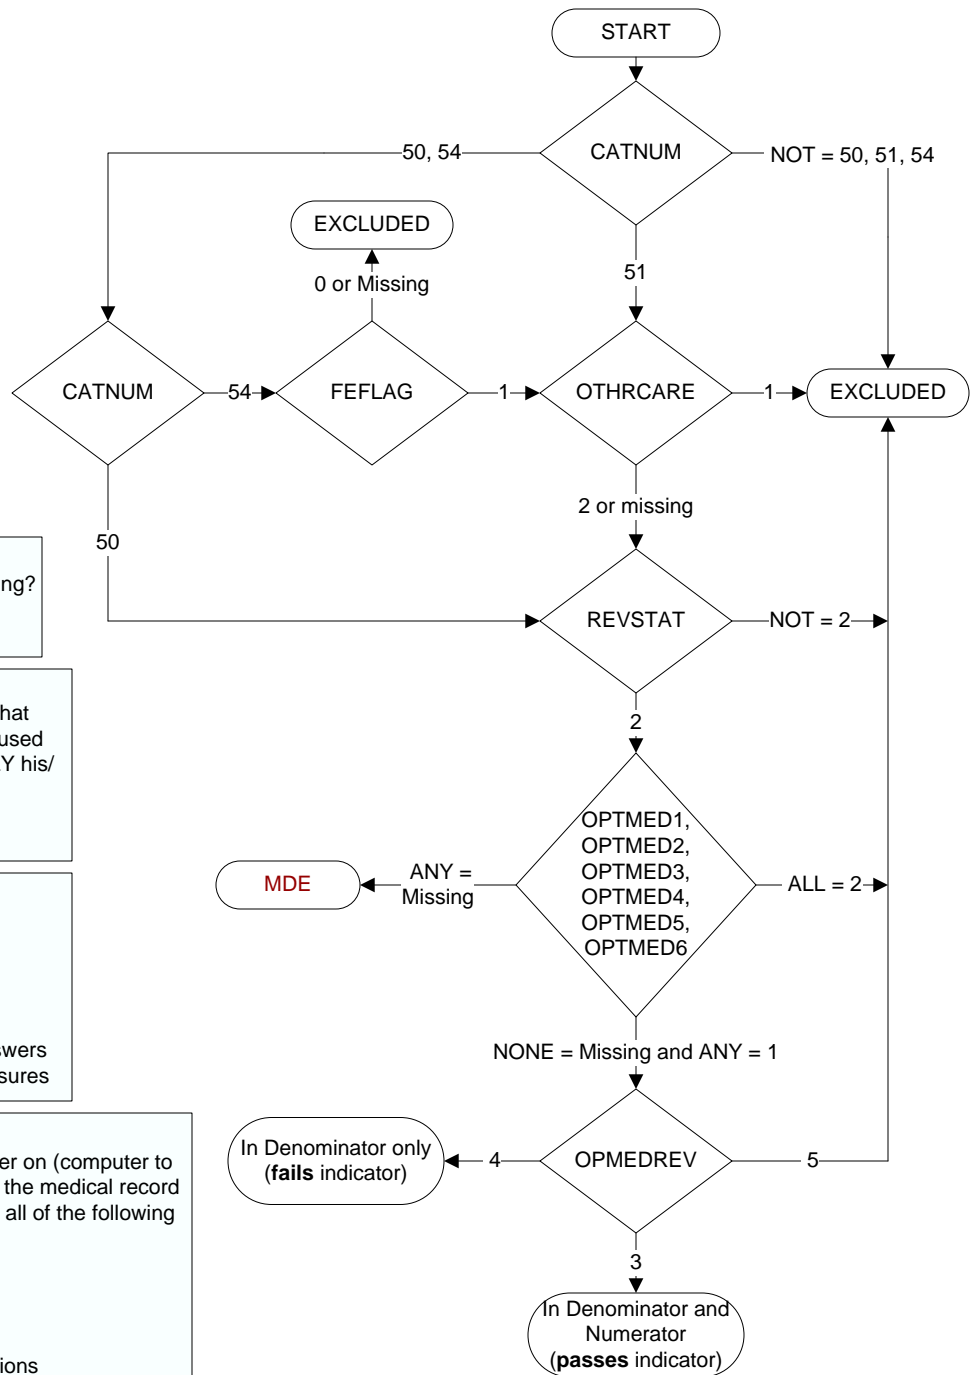 START
CATNUM
50, 54
NOT = 50, 51, 54
EXCLUDED
0 or Missing
51
CATNUM
54
FEFLAG
1
OTHRCARE
1
EXCLUDED
2 or missing
50
REVSTAT
NOT = 2
2
OPTMED1,
OPTMED2,
OPTMED3,
OPTMED4,
OPTMED5,
OPTMED6
MDE
ANY =
Missing
ALL = 2
NONE = Missing and ANY = 1
In Denominator only
(fails indicator)
4
OPMEDREV
5
3
In Denominator and
Numerator
(passes indicator)
ng?
hat
used
Y his/
swers
sures
er on (computer to
the medical record
all of the following
ions